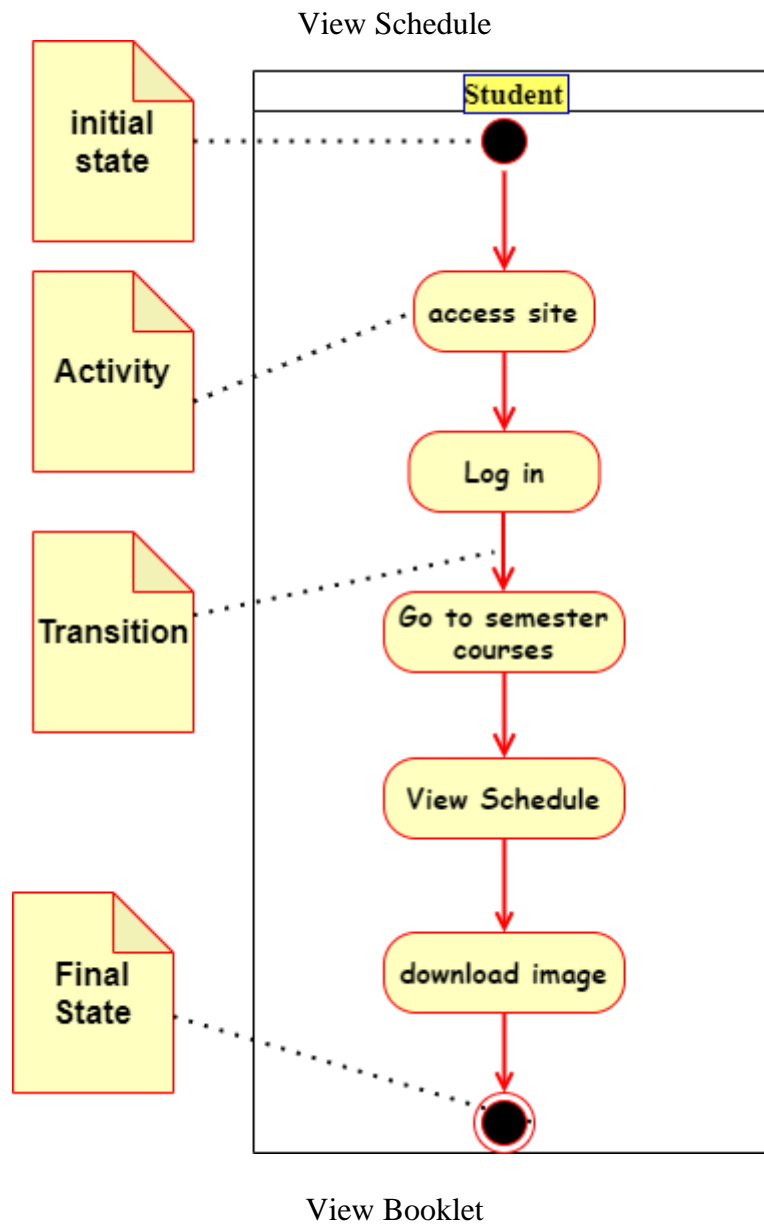 View Schedule
Student
initial
state
access site
Activity
Log in
Transition
Go to semester
courses
View Schedule
download image
Final
State
View Booklet